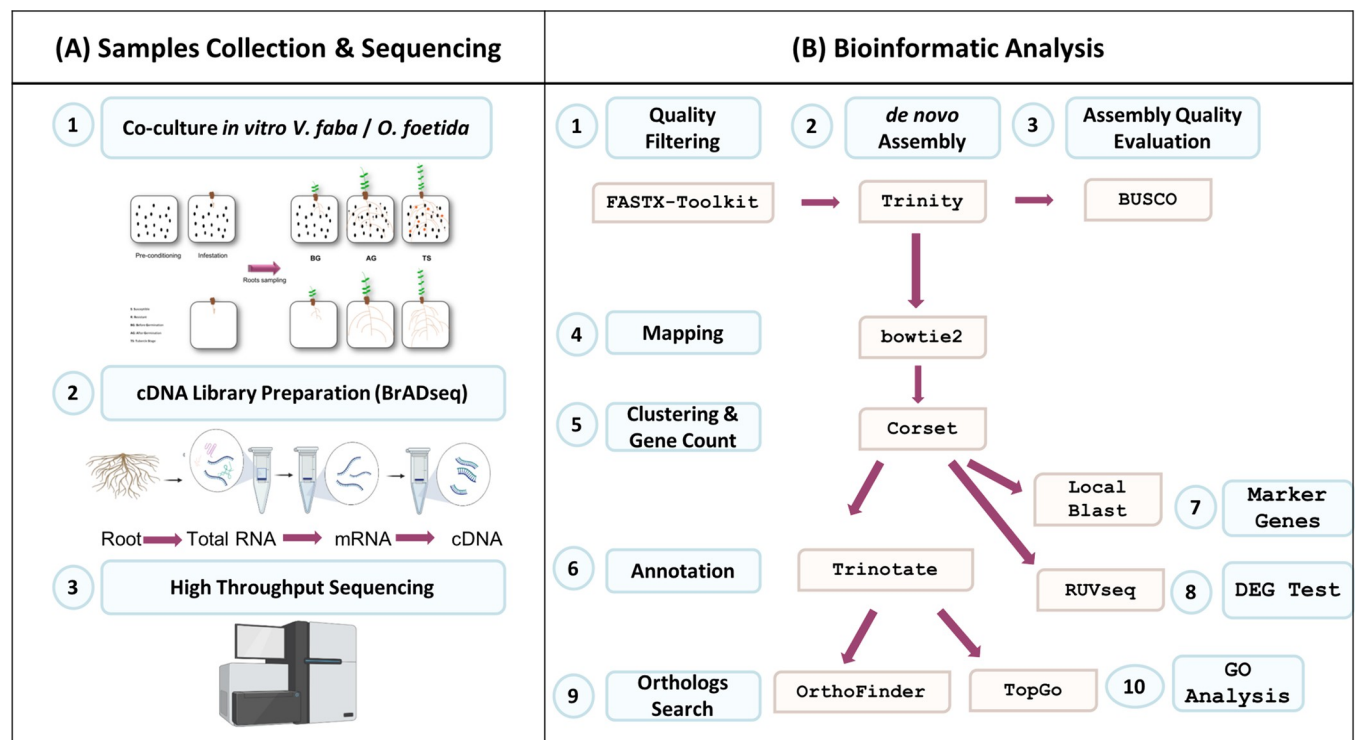 (A) Samples Collection & Sequencing
1
Co-culture in vitro V. faba / O. foetida
Pre-conditioning
Infestation
Roots sampling
BG
AG
TS
2
cDNA Library Preparation (BrADseq)
Root
Total RNA
mRNA
cDNA
3
High Throughput Sequencing
(B) Bioinformatic Analysis
1
Quality
Filtering
2
de novo
Assembly
3
Assembly Quality
Evaluation
FASTX-Toolkit
Trinity
BUSCO
4
Mapping
bowtie2
5
Clustering &
Gene Count
Corset
Local
Blast
7
Marker
Genes
6
Annotation
Trinotate
RUVseq
8
DEG Test
9
Orthologs
Search
OrthoFinder
TopGo
10
GO
Analysis